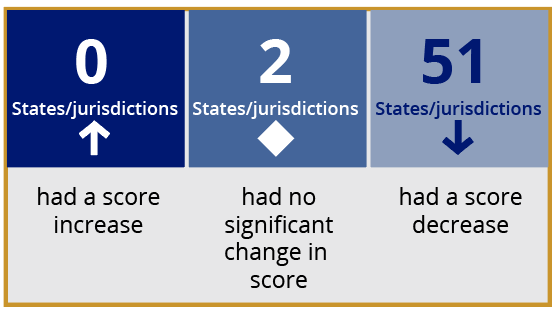 0
States/jurisdictions
had a score
increase
2
States/jurisdictions
had no
significant
change in
score
51
States/jurisdictions
had a score
decrease